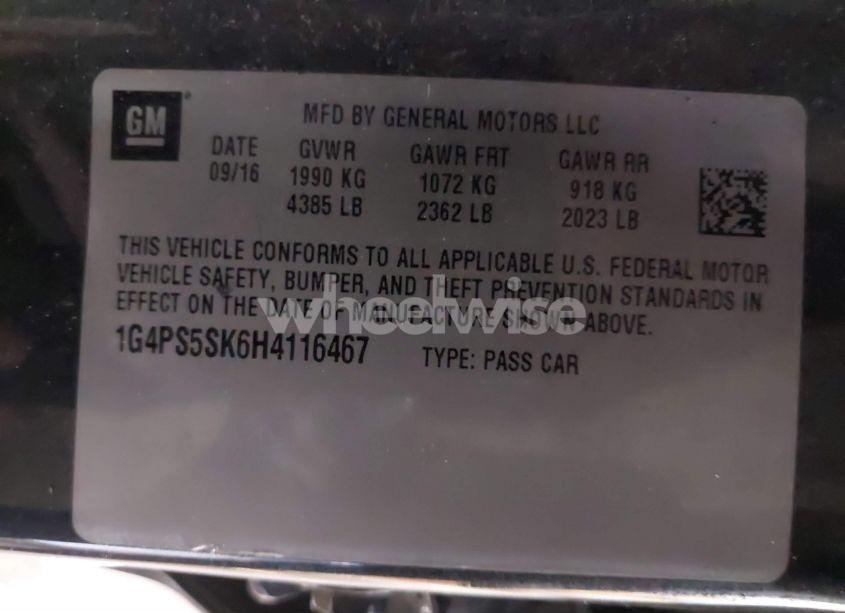 GM
MFD BY GENERAL MOTORS LLC
DATE GVWR GAWR FRT GAWR RR
09/16 1990 KG 1072 KG 918 KG
4385 LB 2362 LB 2023 LB
THIS VEHICLE CONFORMS TO ALL APPLICABLE U.S. FEDERAL MOTOR
VEHICLE SAFETY, BUMPER, AND THEFT PREVENTION STANDARDS IN
EFFECT ON THE DATE OF MANUFACTURE SHOWN ABOVE.
wheelwise
1G4PS5SK6H4116467 TYPE: PASS CAR